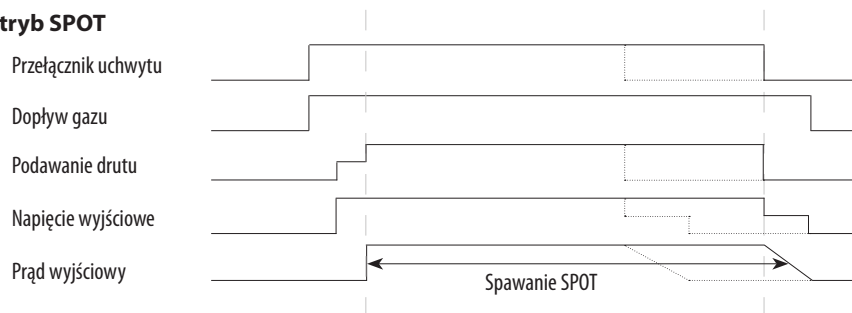 tryb SPOT
Przełącznik uchwytu
Dopływ gazu
Podawanie drutu
Napięcie wyjściowe
Prąd wyjściowy
Spawanie SPOT